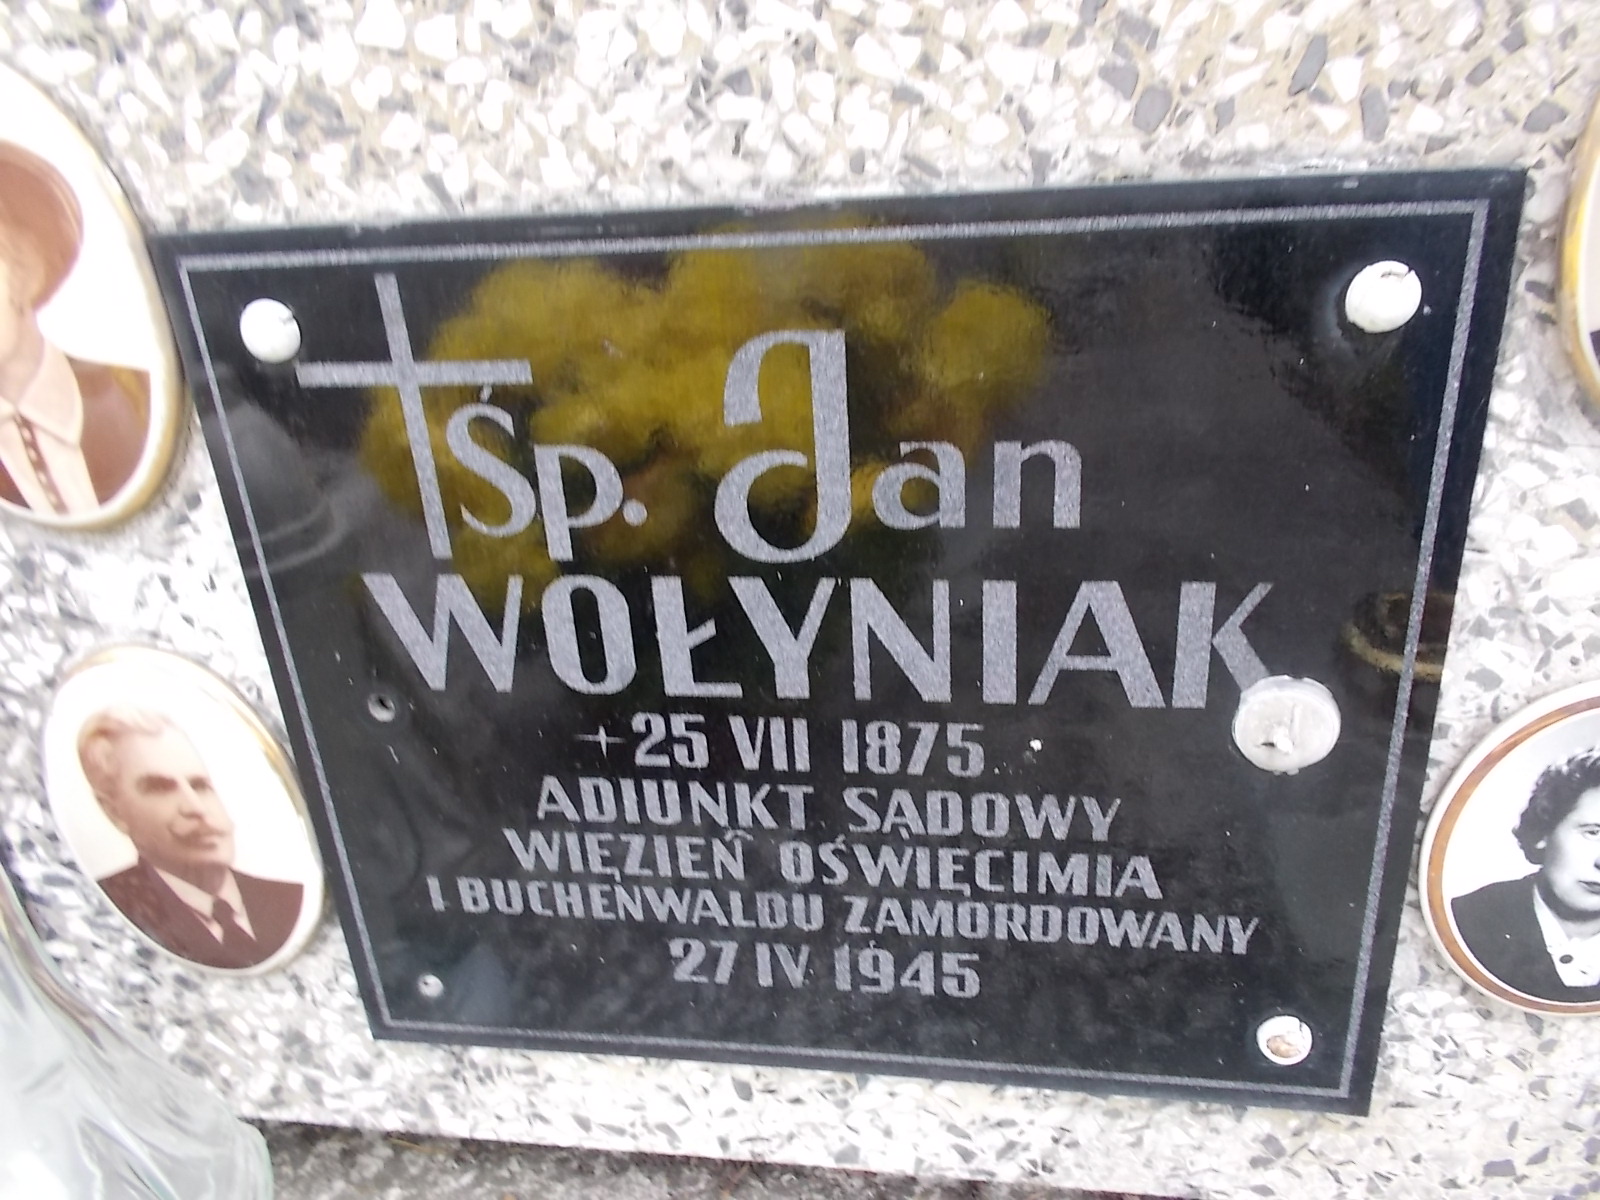 Śp. Jan
WOŁYNIAK
+25 VII 1875
ADIUNKT SĄDOWY
WIĘZIEŃ OŚWIĘCIMIA
I BUCHENWALDU ZAMORDOWANY
27 IV 1945